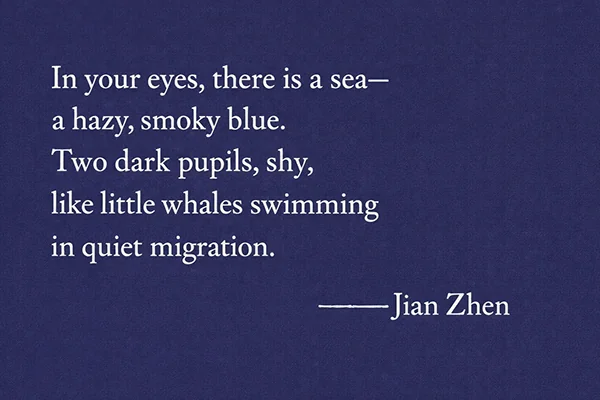 In your eyes, there is a sea—
a hazy, smoky blue.
Two dark pupils, shy,
like little whales swimming
in quiet migration.
——Jian Zhen